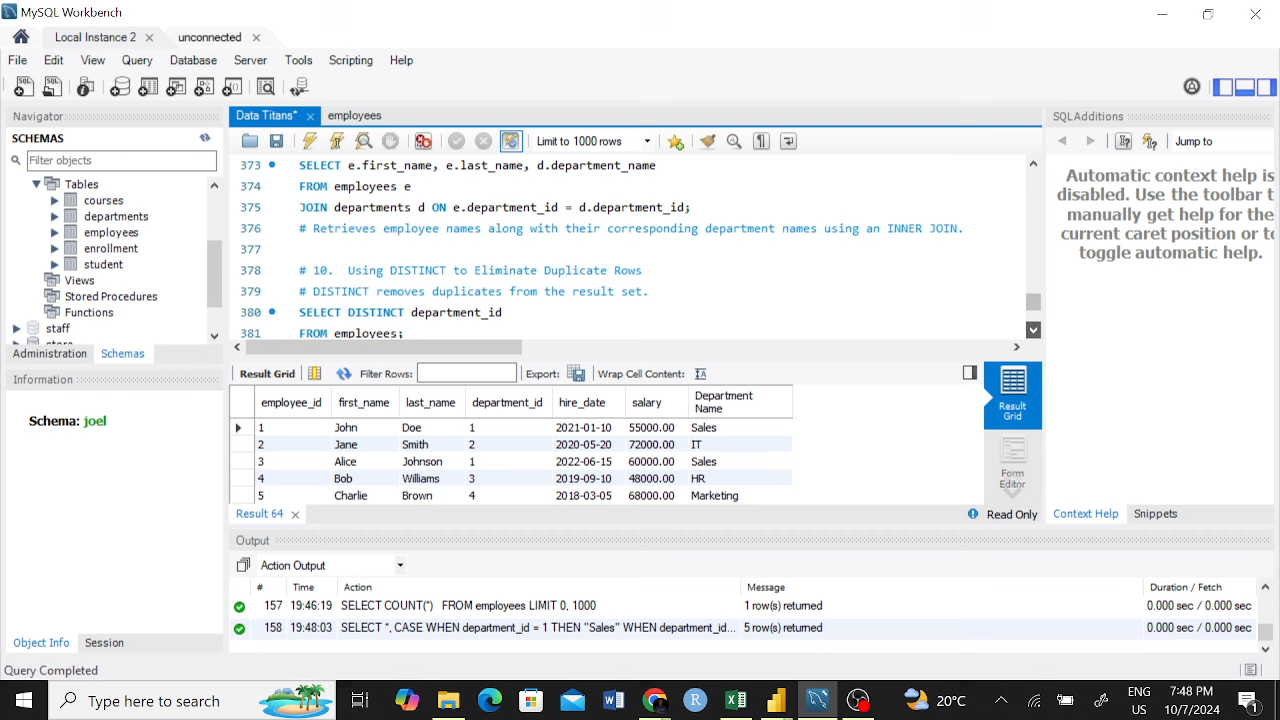 MySQL Workbench
Local Instance 2
unconnected
File Edit View Query Database Server Tools Scripting Help
Navigator
SCHEMAS
Filter objects
Tables
courses
departments
employees
enrollment
student
Views
Stored Procedures
Functions
staff
Administration Schemas
Information
Schema: joel
Object Info Session
Query Completed
Data Titans* employees
Limit to 1000 rows
373 SELECT e.first_name, e.last_name, d.department_name
374 FROM employees e
375 JOIN departments d ON e.department_id = d.department_id;
376 # Retrieves employee names along with their corresponding department names using an INNER JOIN.
377
378 # 10. Using DISTINCT to Eliminate Duplicate Rows
379 # DISTINCT removes duplicates from the result set.
380 SELECT DISTINCT department_id
381 FROM employees;
Result Grid Filter Rows: Export: Wrap Cell Content:
employee_id first_name last_name department_id hire_date salary Department Name
1 John Doe 1 2021-01-10 55000.00 Sales
2 Jane Smith 2 2020-05-20 72000.00 IT
3 Alice Johnson 1 2022-06-15 60000.00 Sales
4 Bob Williams 3 2019-09-10 48000.00 HR
5 Charlie Brown 4 2018-03-05 68000.00 Marketing
Result Grid
Form Editor
Result 64
Read Only
SQLAdditions
Jump to
Automatic context help is
disabled. Use the toolbar t
manually get help for the
current caret position or to
toggle automatic help.
Context Help Snippets
Output
Action Output
# Time Action Message Duration / Fetch
157 19:46:19 SELECT COUNT(*) FROM employees LIMIT 0, 1000 1 row(s) returned 0.000 sec / 0.000 sec
158 19:48:03 SELECT *, CASE WHEN department_id = 1 THEN "Sales" WHEN department_id... 5 row(s) returned 0.000 sec / 0.000 sec
Type here to search
20°C
ENG
US
7:48 PM
10/7/2024